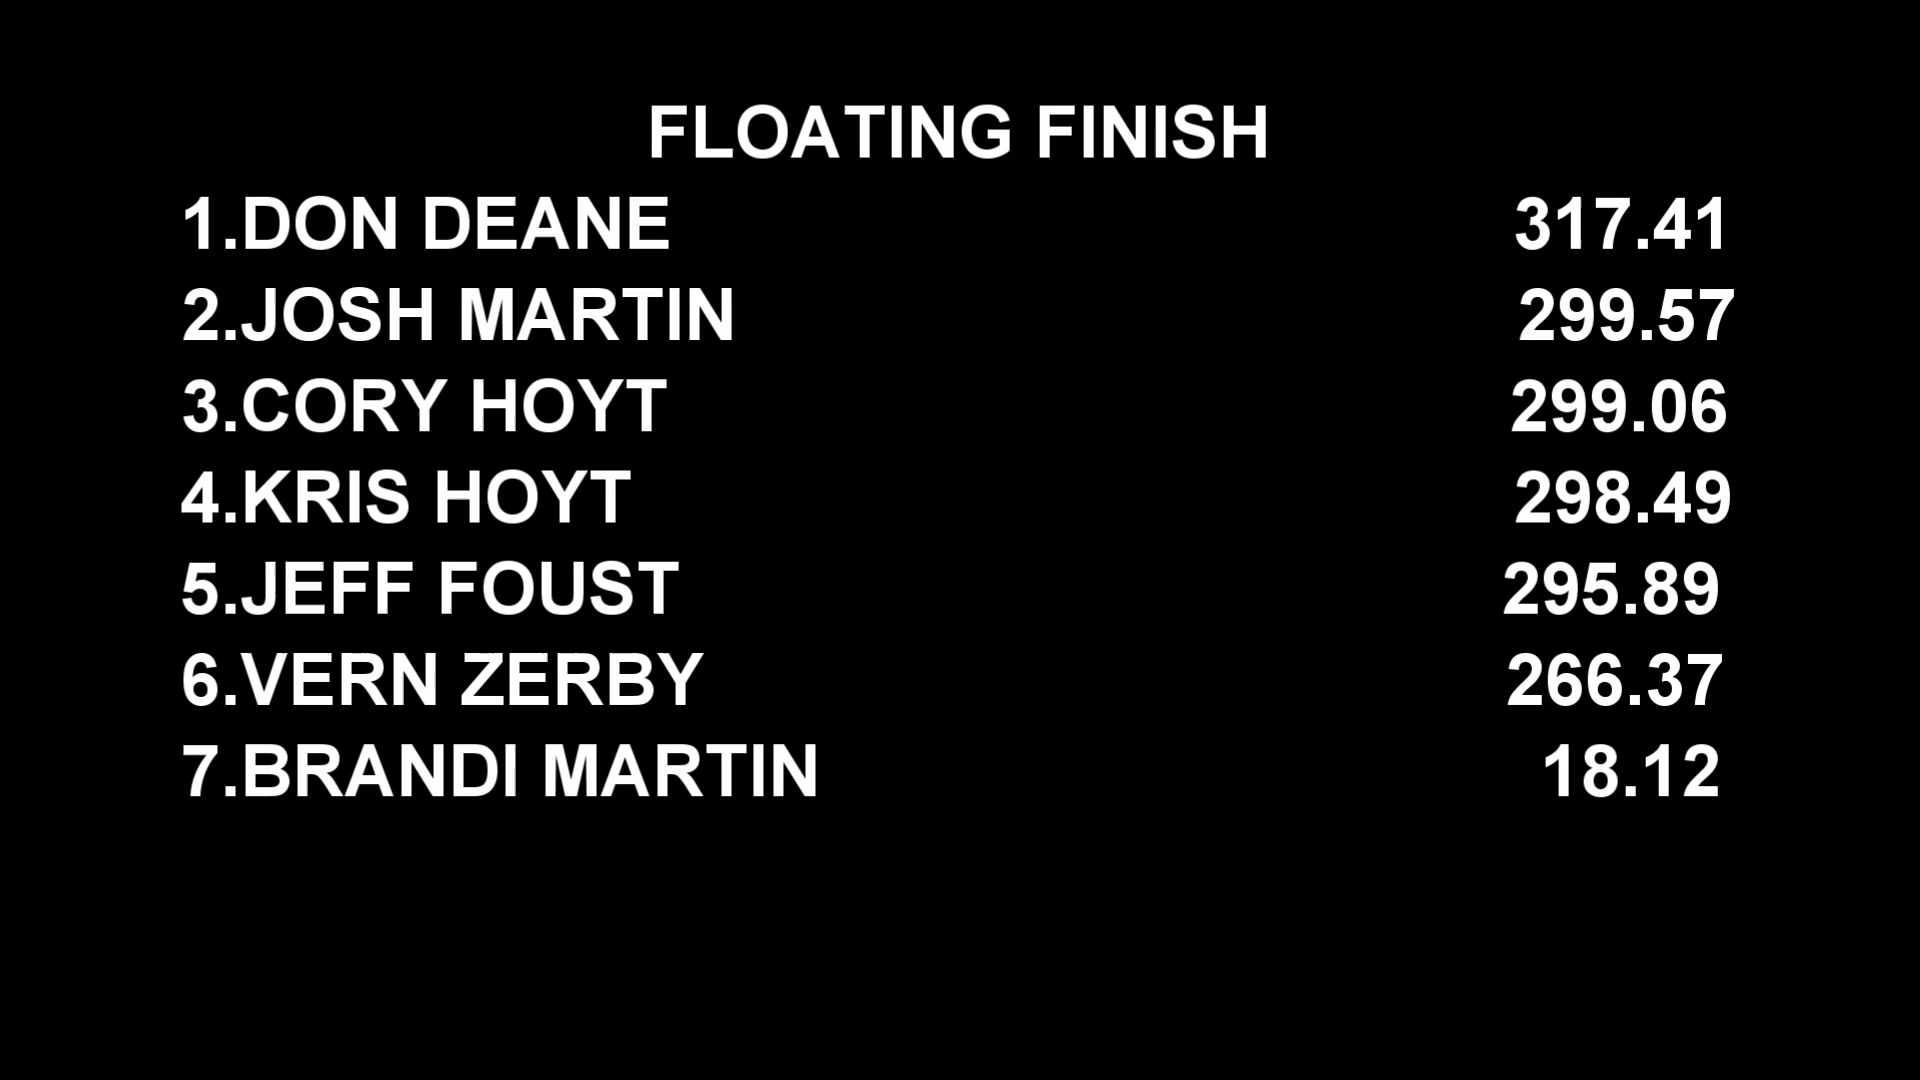 FLOATING FINISH
1.DON DEANE 317.41
2.JOSH MARTIN 299.57
3.CORY HOYT 299.06
4.KRIS HOYT 298.49
5.JEFF FOUST 295.89
6.VERN ZERBY 266.37
7.BRANDI MARTIN 18.12